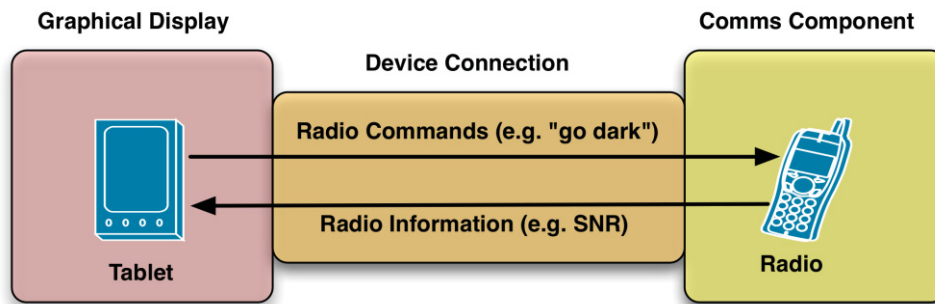 Graphical Display
Comms Component
Device Connection
Radio Commands (e.g. "go dark")
Radio Information (e.g. SNR)
Tablet
Radio